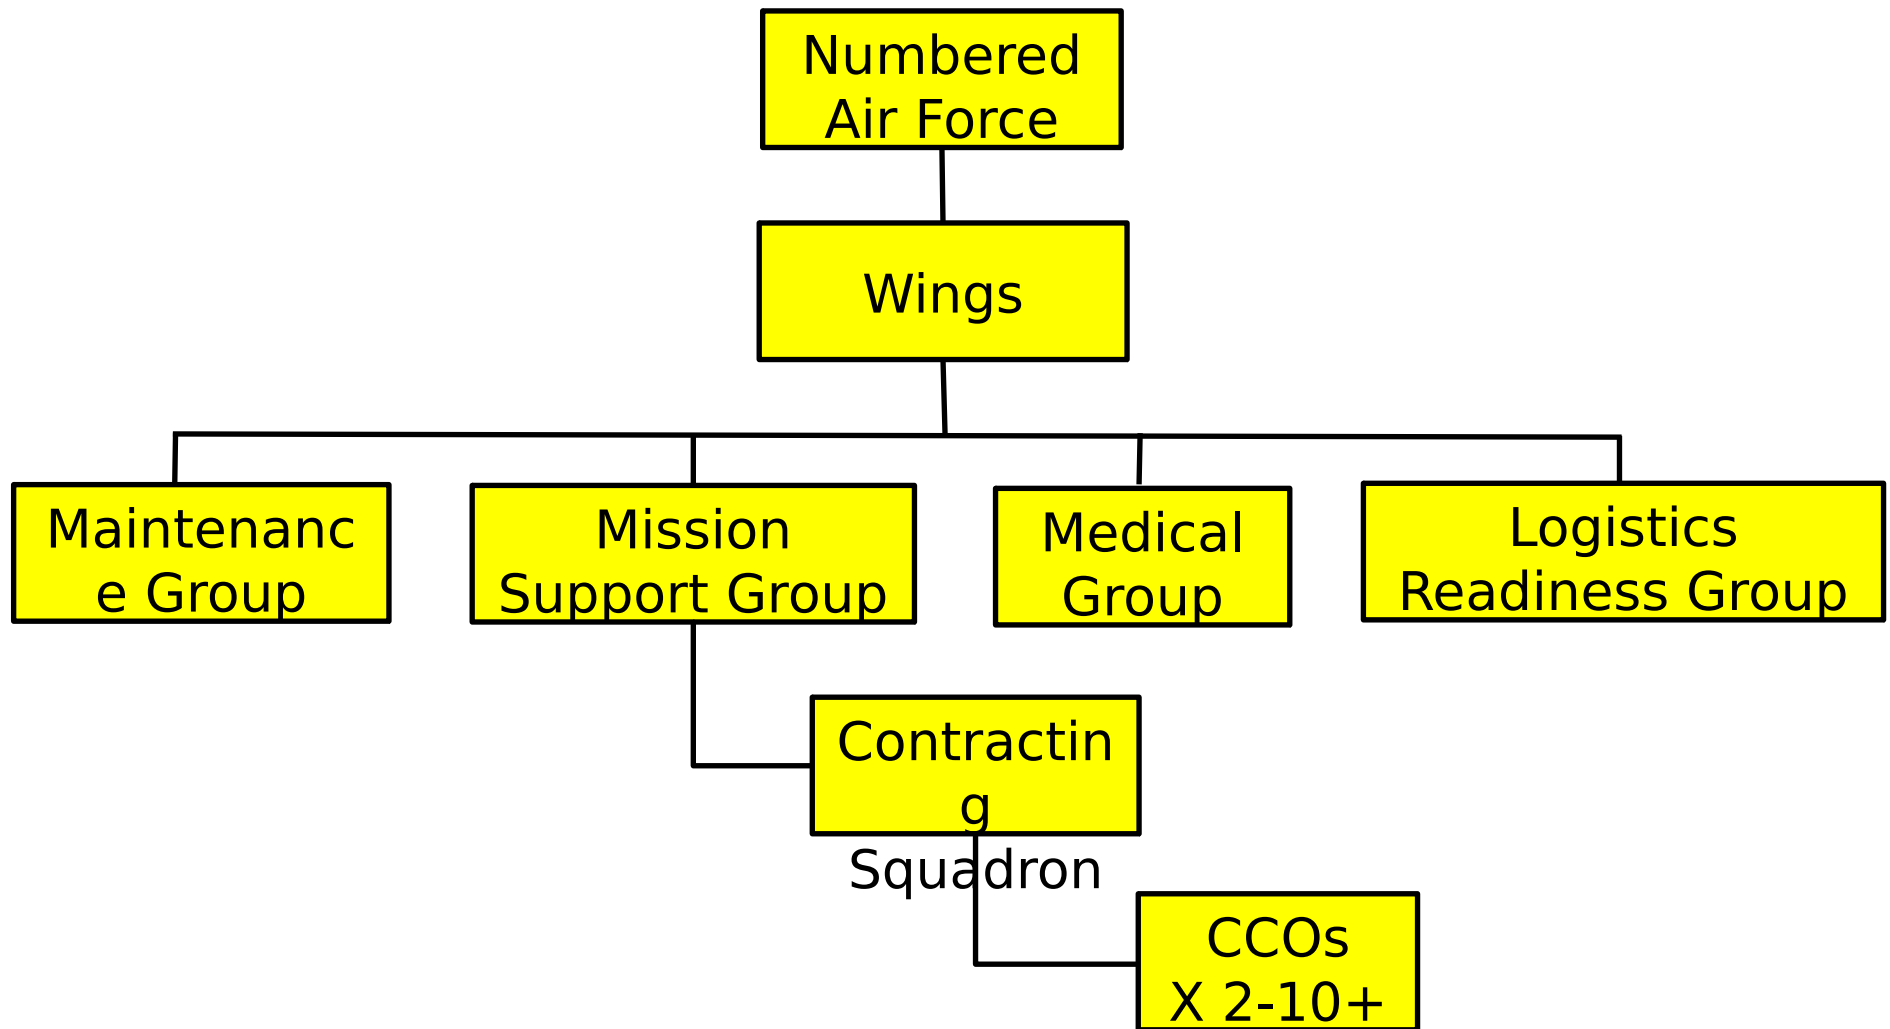 Numbered
Air Force
Wings
Maintenanc
e Group
Mission
Support Group
Medical
Group
Logistics
Readiness Group
Contractin
g
Squadron
CCOs
X 2-10+